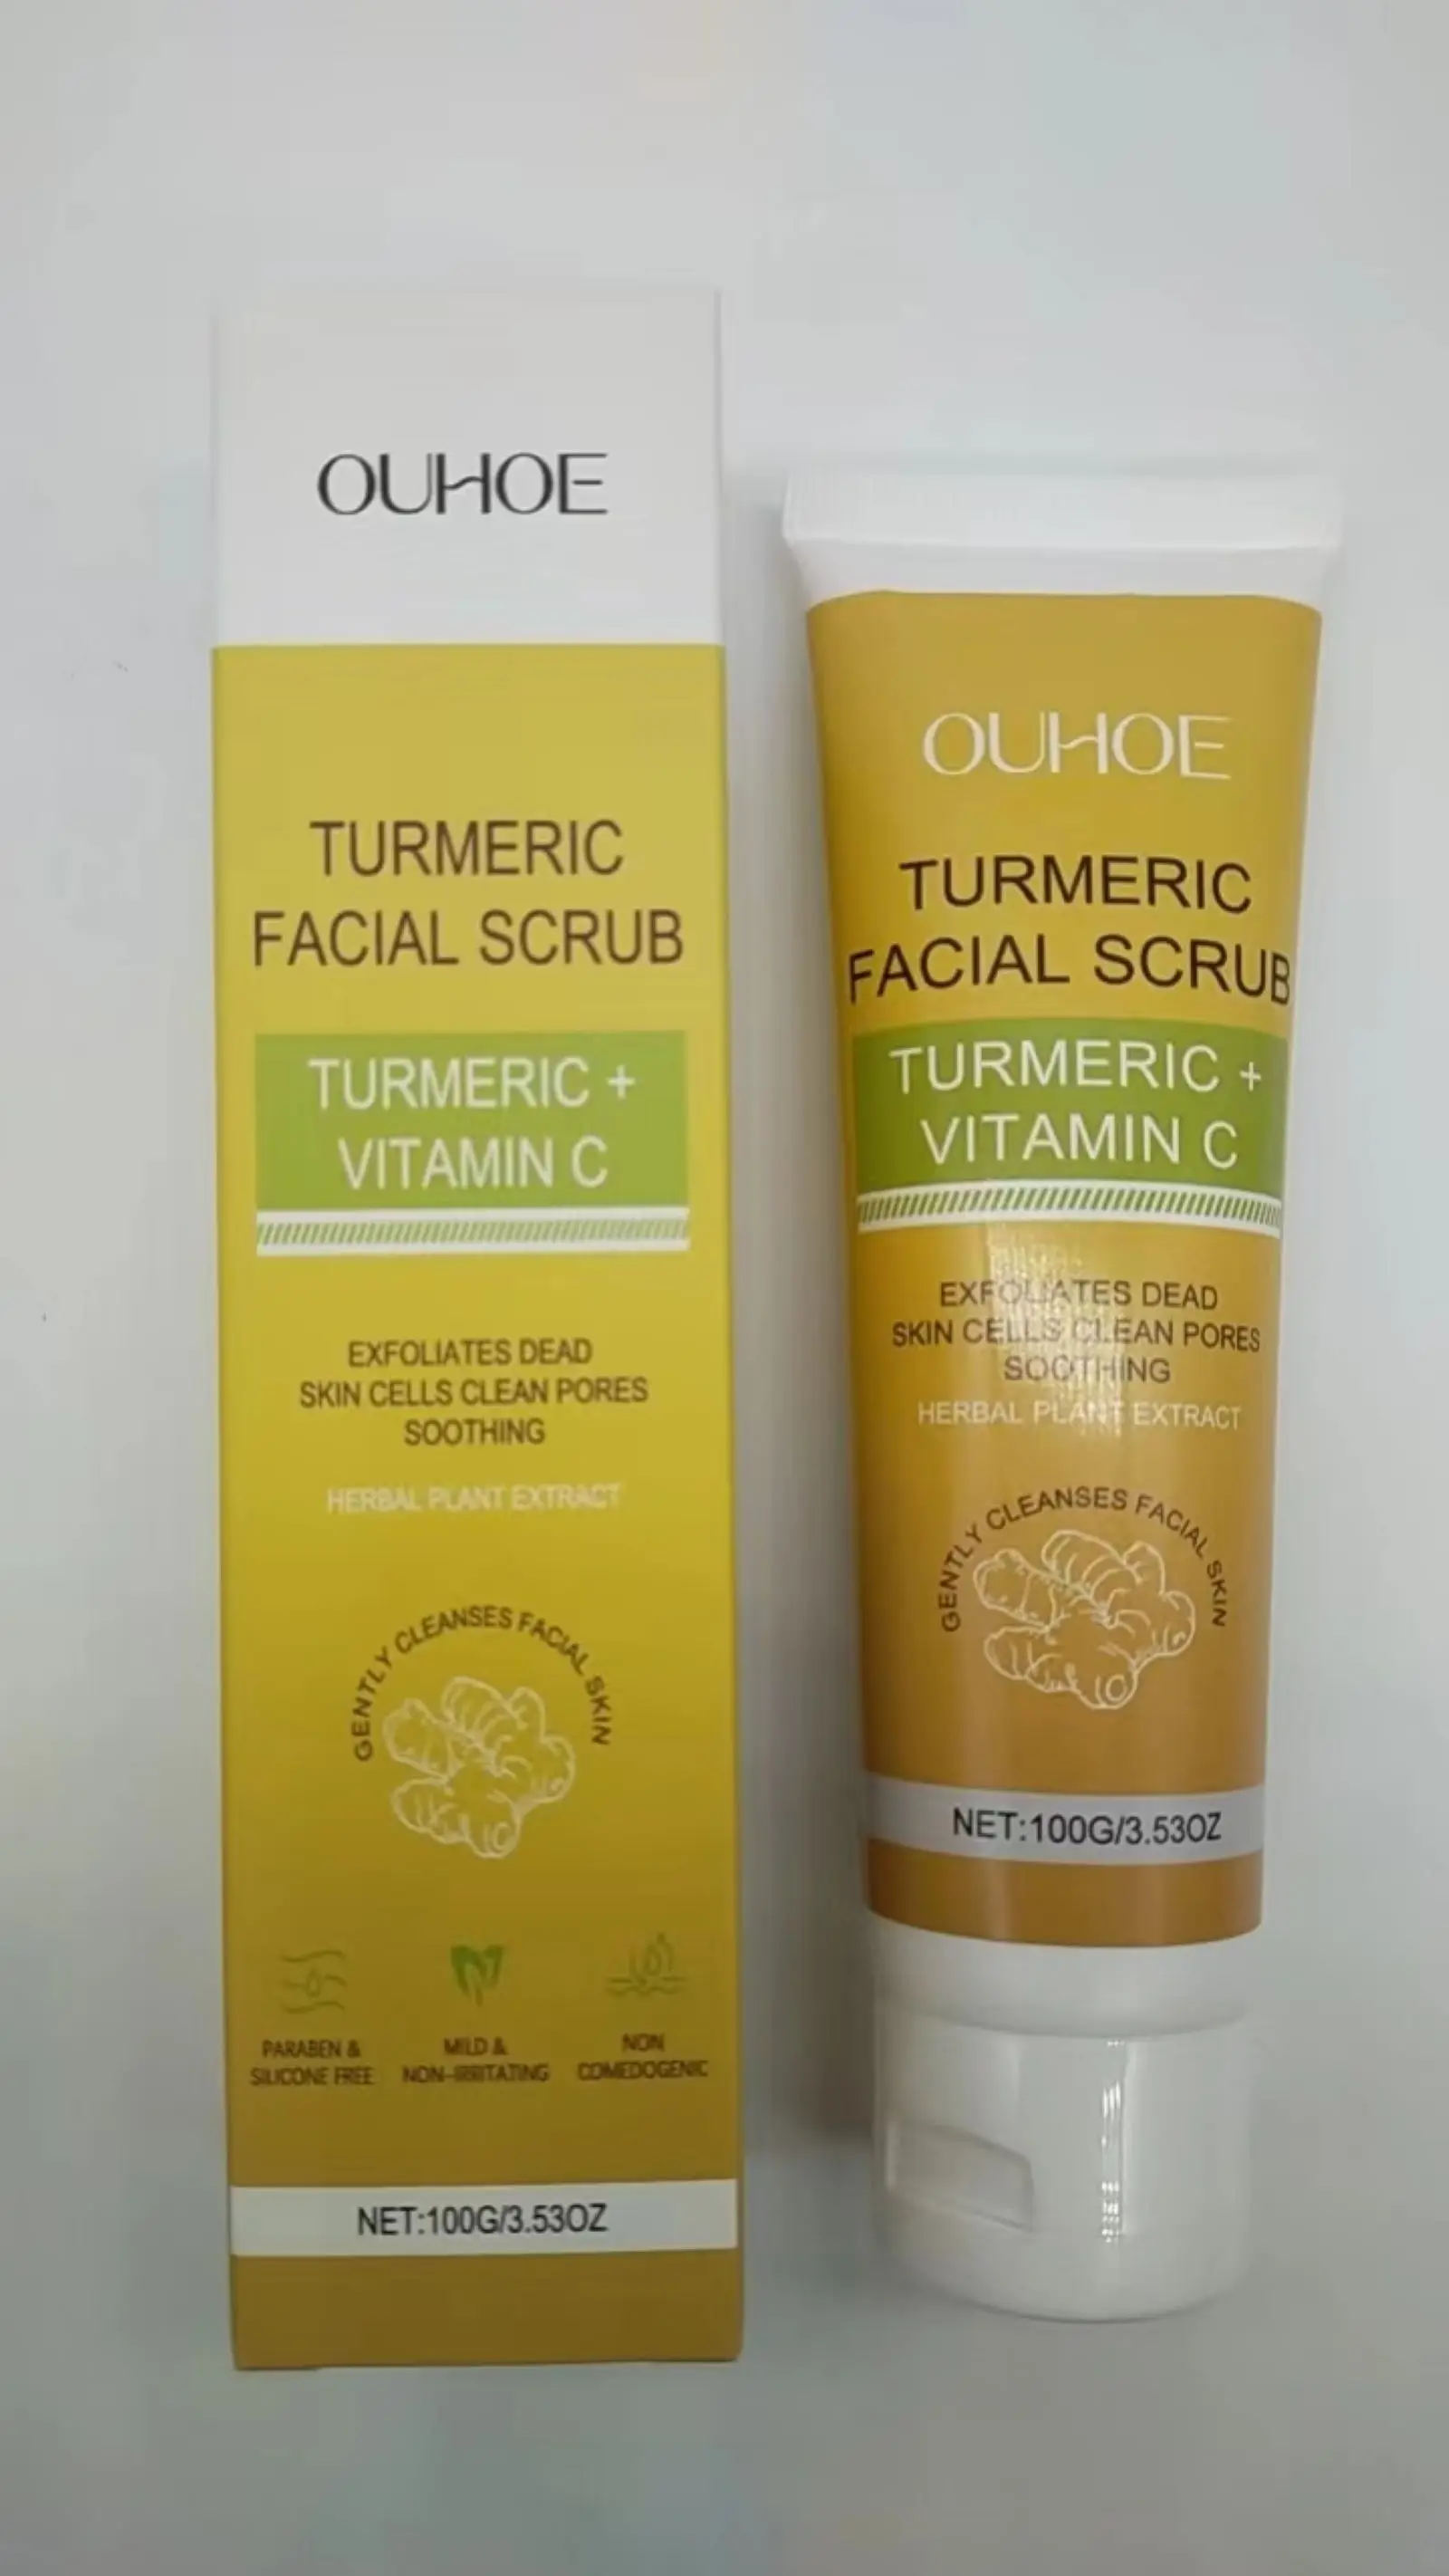 OUHOE
TURMERIC
FACIAL SCRUB
TURMERIC +
VITAMIN C
EXFOLIATES DEAD
SKIN CELLS CLEAN PORES
SOOTHING
HERBAL PLANT EXTRACT
GENTLY CLEANSES FACIAL SKIN
PARABEN &
SILICONE FREE
MILD &
NON-IRRITATING
NON
COMEDOGENIC
NET:100G/3.53OZ
OUHOE
TURMERIC
FACIAL SCRUB
TURMERIC +
VITAMIN C
EXFOLIATES DEAD
SKIN CELLS CLEAN PORES
SOOTHING
HERBAL PLANT EXTRACT
GENTLY CLEANSES FACIAL SKIN
NET:100G/3.53OZ